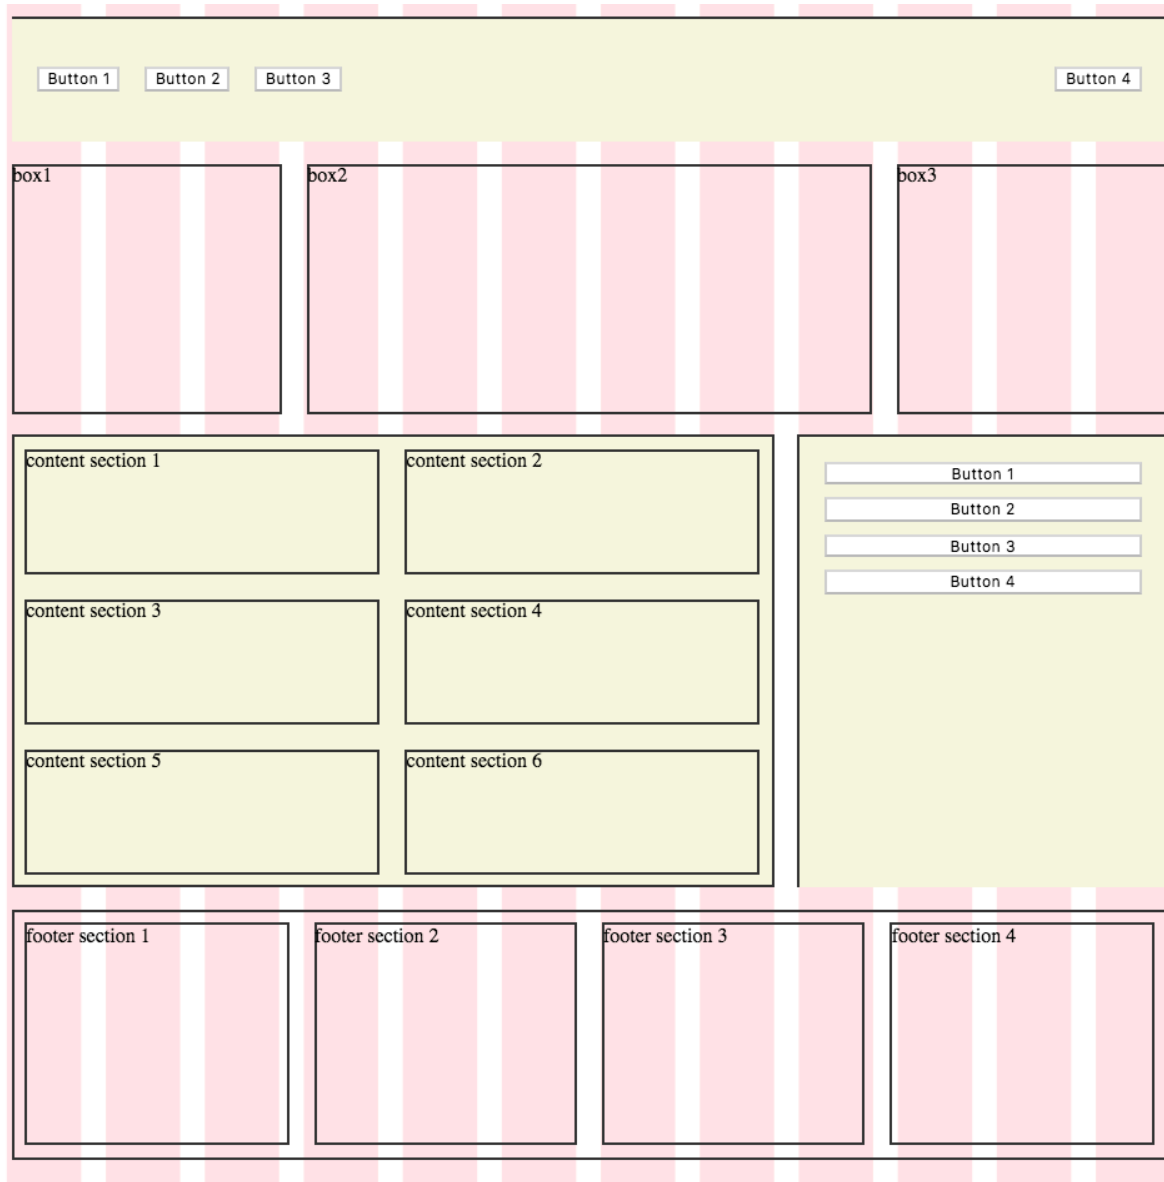 Button 1 Button 2 Button 3 Button 4
box1 box2 box3
content section 1 content section 2
content section 3 content section 4
content section 5 content section 6
Button 1
Button 2
Button 3
Button 4
footer section 1 footer section 2 footer section 3 footer section 4